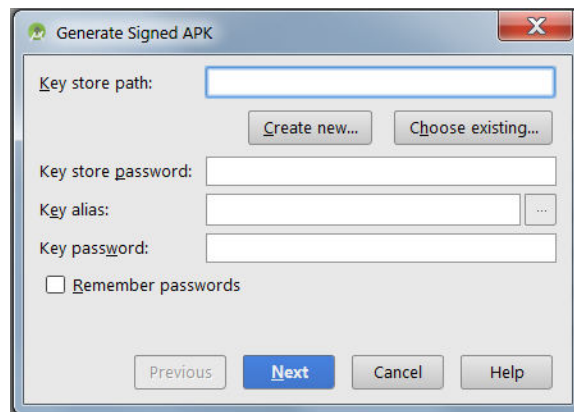 Generate Signed APK
Key store path:
Create new... Choose existing...
Key store password:
Key alias: ...
Key password:
Remember passwords
Previous Next Cancel Help